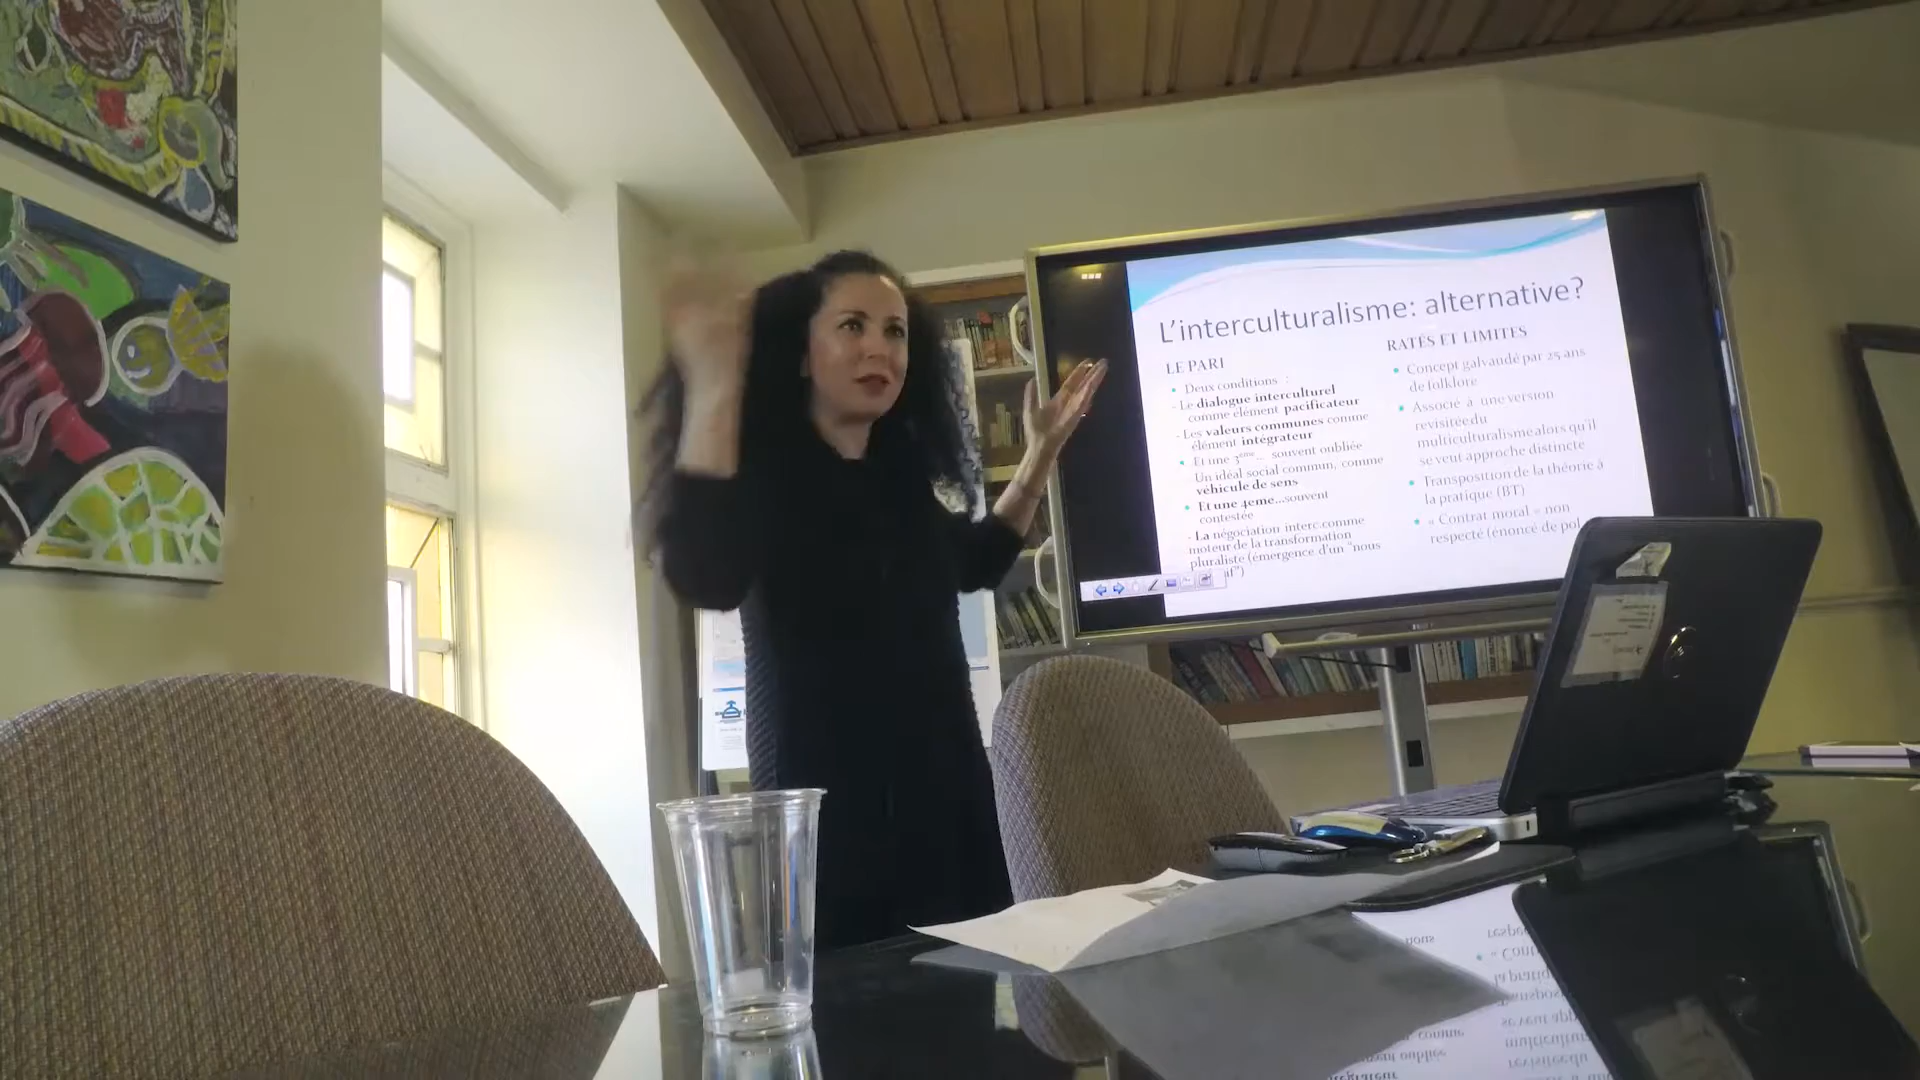 L'interculturalisme: alternative?
LE PARI
• Deux conditions :
- Le dialogue interculturel
comme élément pacificateur
- Les valeurs communes comme
élément intégrateur
• Et une 3eme... souvent oubliée
Un idéal social commun, comme
véhicule de sens
• Et une 4eme...souvent
contestée
- La négociation interc.comme
moteur de la transformation
pluraliste (émergence d'un "nous
if")
RATÉS ET LIMITES
• Concept galvaudé par 25 ans
de folklore
• Associé à une version
revisitée du
multiculturalisme alors qu'il
se veut approche distincte
• Transposition de la théorie à
la pratique (BT)
• « Contrat moral » non
respecté (énoncé de pol